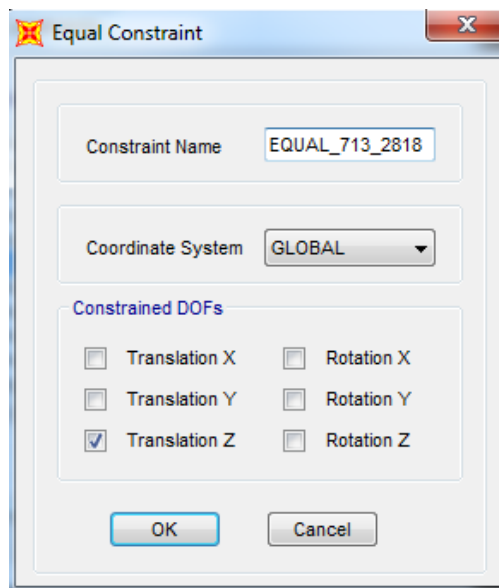 Equal Constraint
Constraint Name EQUAL_713_2818
Coordinate System GLOBAL
Constrained DOFs
Translation X Rotation X
Translation Y Rotation Y
Translation Z Rotation Z
OK Cancel